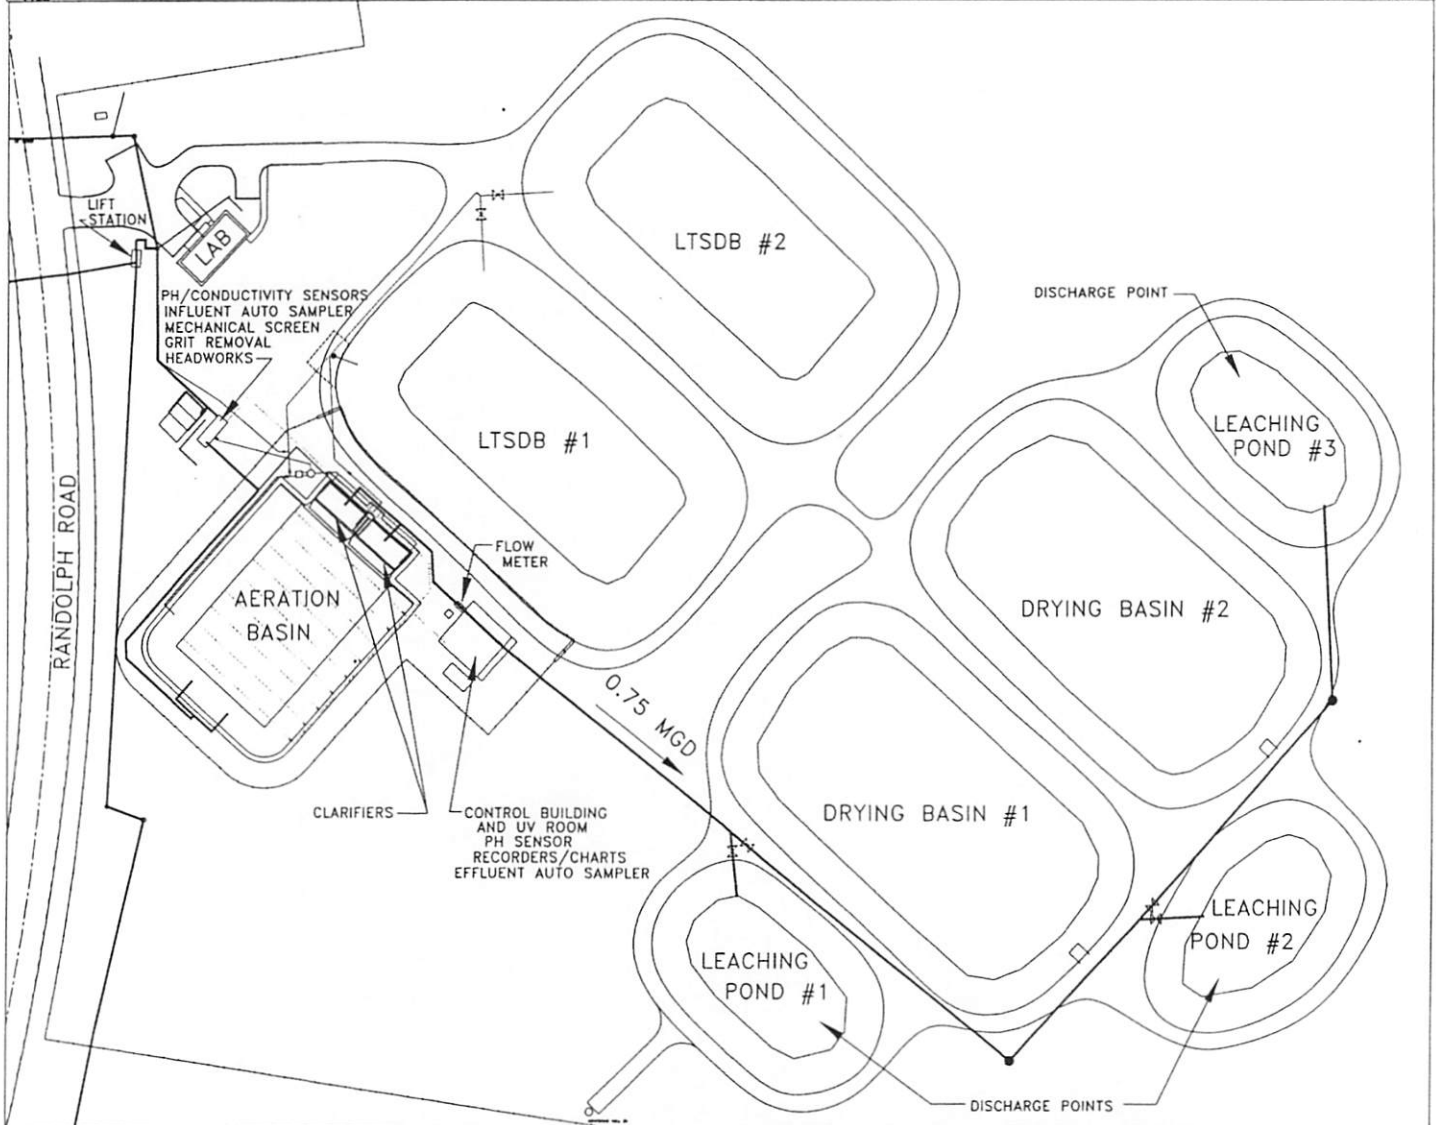 LIFT
STATION
LAB
LTSDB #2
PH/CONDUCTIVITY SENSORS
INFLUENT AUTO SAMPLER
MECHANICAL SCREEN
GRIT REMOVAL
HEADWORKS
DISCHARGE POINT
LTSDB #1
LEACHING
POND #3
RANDOLPH ROAD
FLOW
METER
AERATION
BASIN
DRYING BASIN #2
0.75 MGD
CLARIFIERS
CONTROL BUILDING
AND UV ROOM
PH SENSOR
RECORDERS/CHARTS
EFFLUENT AUTO SAMPLER
DRYING BASIN #1
LEACHING
POND #2
LEACHING
POND #1
DISCHARGE POINTS